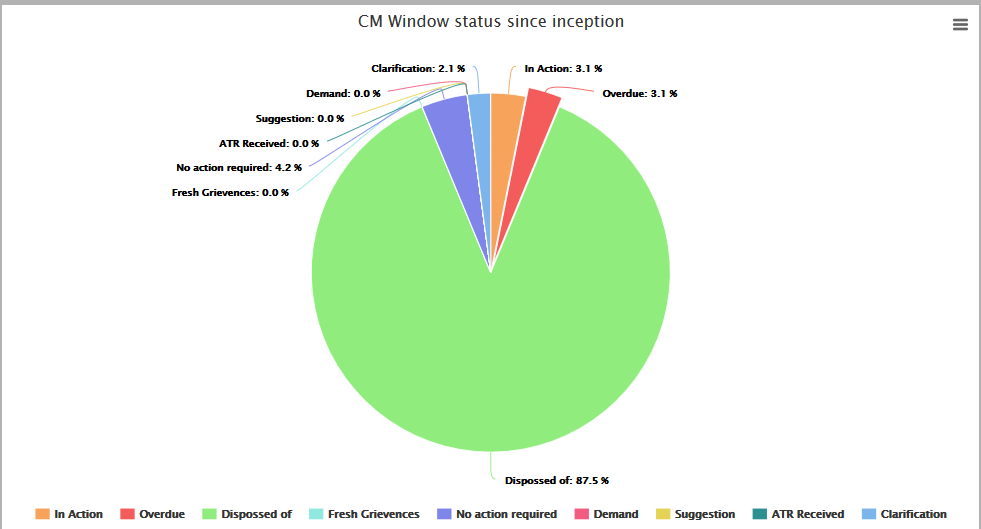 CM Window status since inception
Clarification: 2.1 %
In Action: 3.1 %
Demand: 0.0 %
Overdue: 3.1 %
Suggestion: 0.0 %
ATR Received: 0.0 %
No action required: 4.2 %
Fresh Grievences: 0.0 %
Dispossed of: 87.5 %
In Action Overdue Dispossed of Fresh Grievences No action required Demand Suggestion ATR Received Clarification